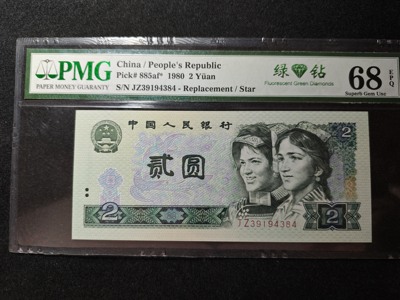 PMG
PAPER MONEY GUARANTY
China / People's Republic
Pick# 885af* 1980 2 Yüan
S/N JZ39194384 - Replacement / Star
绿 钻
Fluorescent Green Diamonds
68 EPQ
Superb Gem Unc
中国人民银行
2
贰圆
2
2
JZ39194384